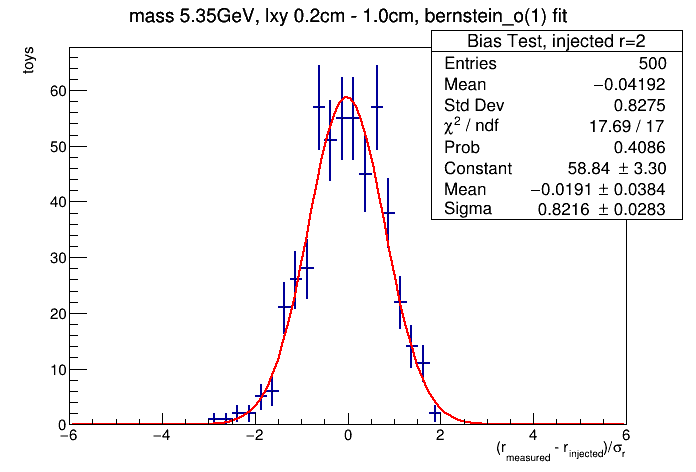 mass 5.35GeV, lxy 0.2cm - 1.0cm, bernstein_o(1) fit
toys
Bias Test, injected r=2
Entries 500
Mean −0.04192
Std Dev 0.8275
χ² / ndf 17.69 / 17
Prob 0.4086
Constant 58.84 ± 3.30
Mean −0.0191 ± 0.0384
Sigma 0.8216 ± 0.0283
60
50
40
30
20
10
0
−6 −4 −2 0 2 4 6
(r_measured - r_injected)/σ_r